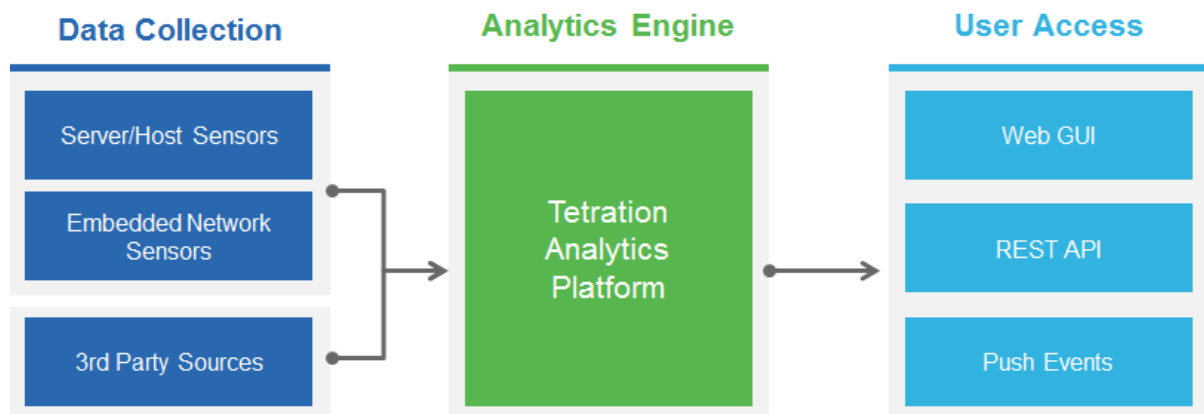 Data Collection
Server/Host Sensors
Embedded Network
Sensors
3rd Party Sources
Analytics Engine
Tetration
Analytics
Platform
User Access
Web GUI
REST API
Push Events